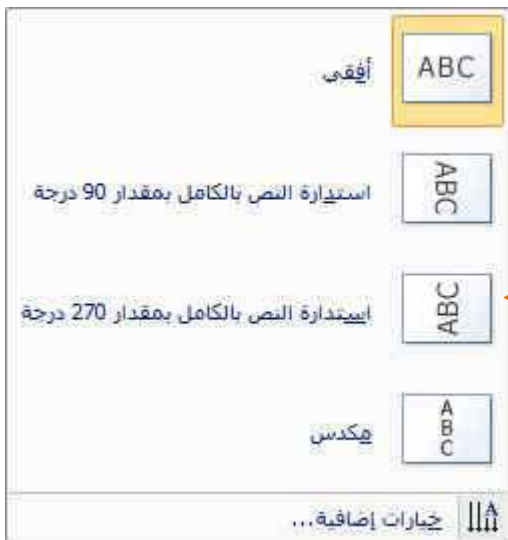 أفقي
ABC
استدارة النص بالكامل بمقدار 90 درجة
ABC
استدارة النص بالكامل بمقدار 270 درجة
ABC
مكدس
A
B
C
خيارات إضافية...